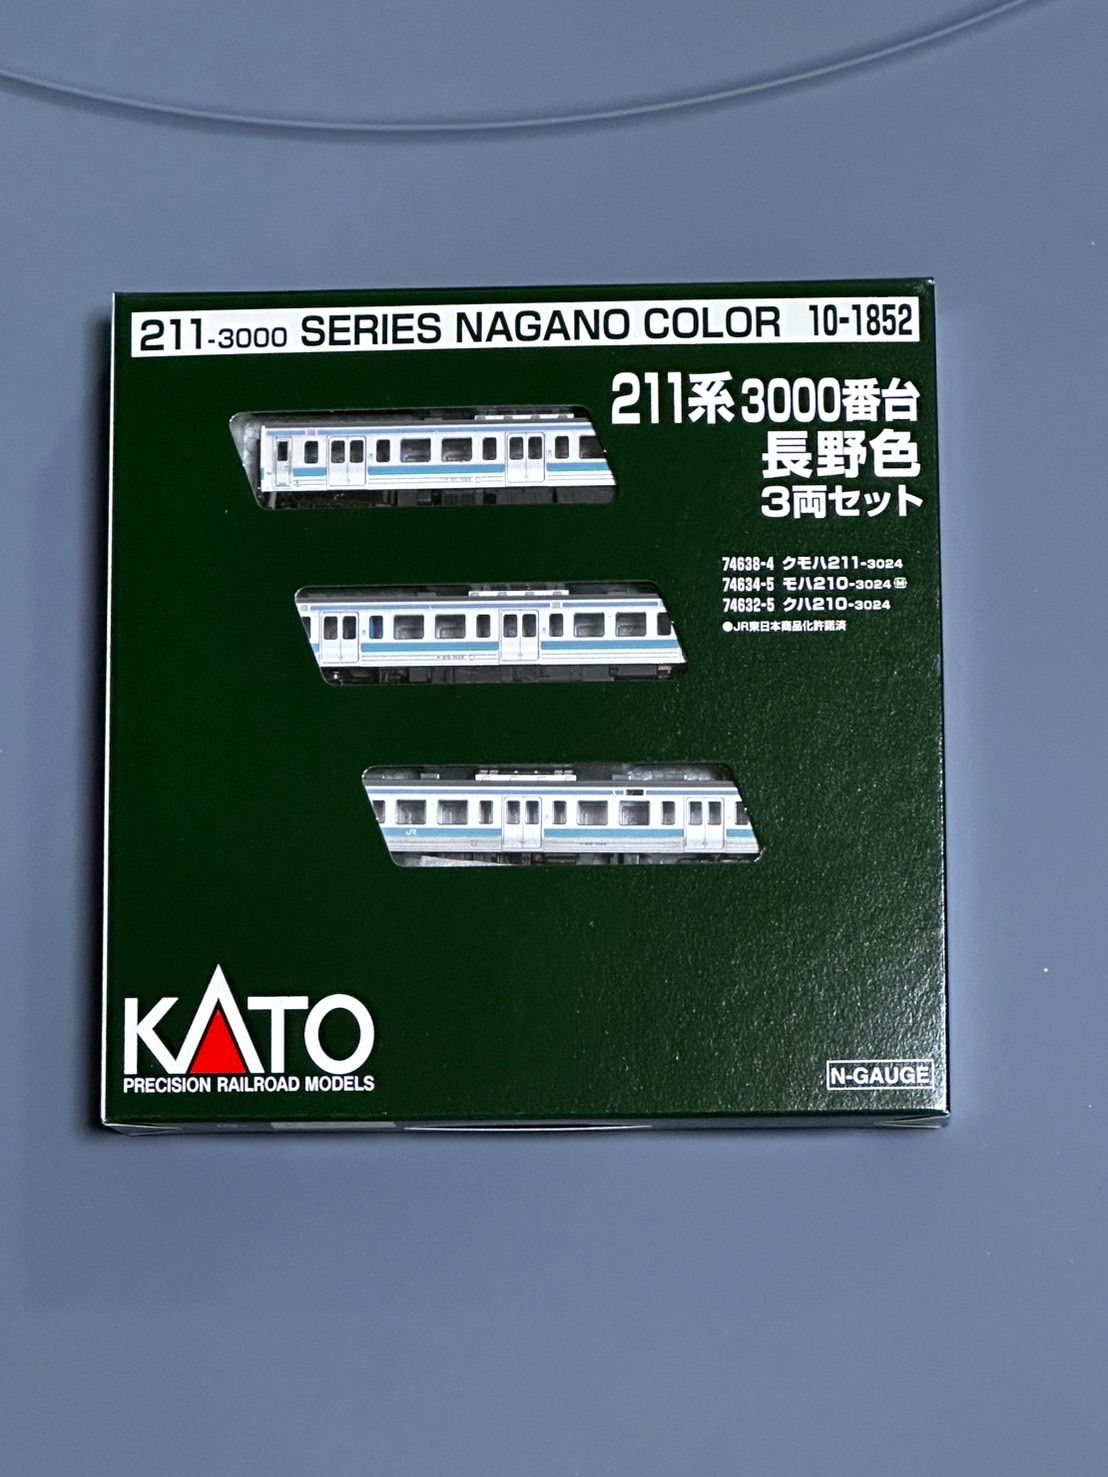 211-3000 SERIES NAGANO COLOR 10-1852
211系 3000番台
長野色
3両セット
74638-4 クモハ211-3024
74634-5 モハ210-3024 M
74632-5 クハ210-3024
●JR東日本商品化許諾済
JR
KATO
PRECISION RAILROAD MODELS
N-GAUGE